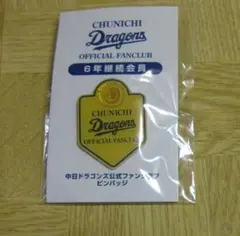 CHUNICHI
Dragons
OFFICIAL FANCLUB
6年継続会員
CHUNICHI
Dragons
OFFICIAL FANCLUB
中日ドラゴンズ公式ファンクラブ
ピンバッジ